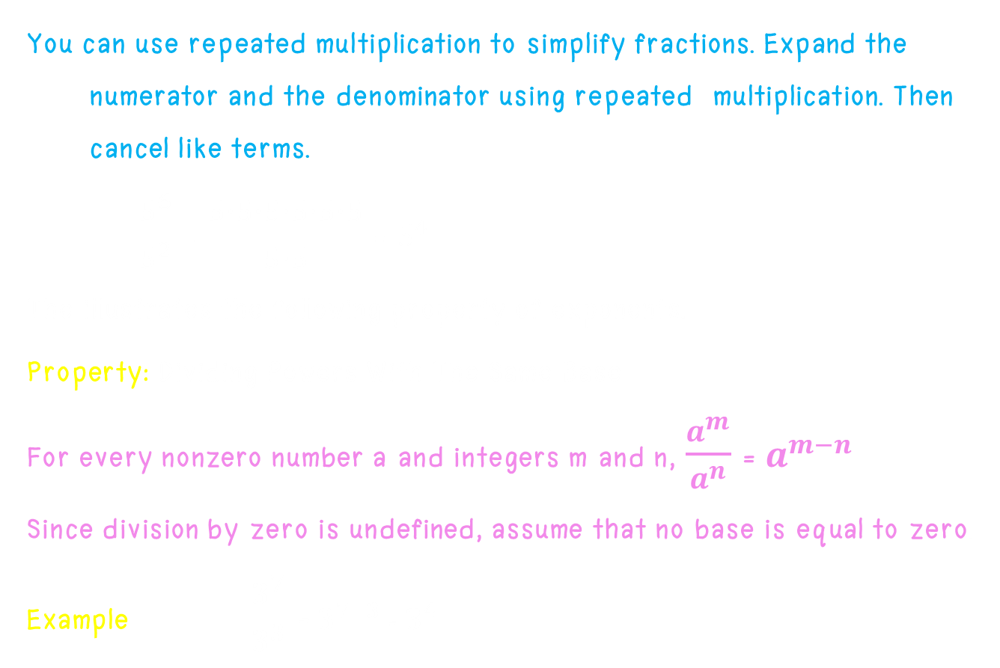 You can use repeated multiplication to simplify fractions. Expand the
numerator and the denominator using repeated multiplication. Then
cancel like terms.
Property:
For every nonzero number a and integers m and n, a^m/a^n = a^{m−n}
Since division by zero is undefined, assume that no base is equal to zero
Example